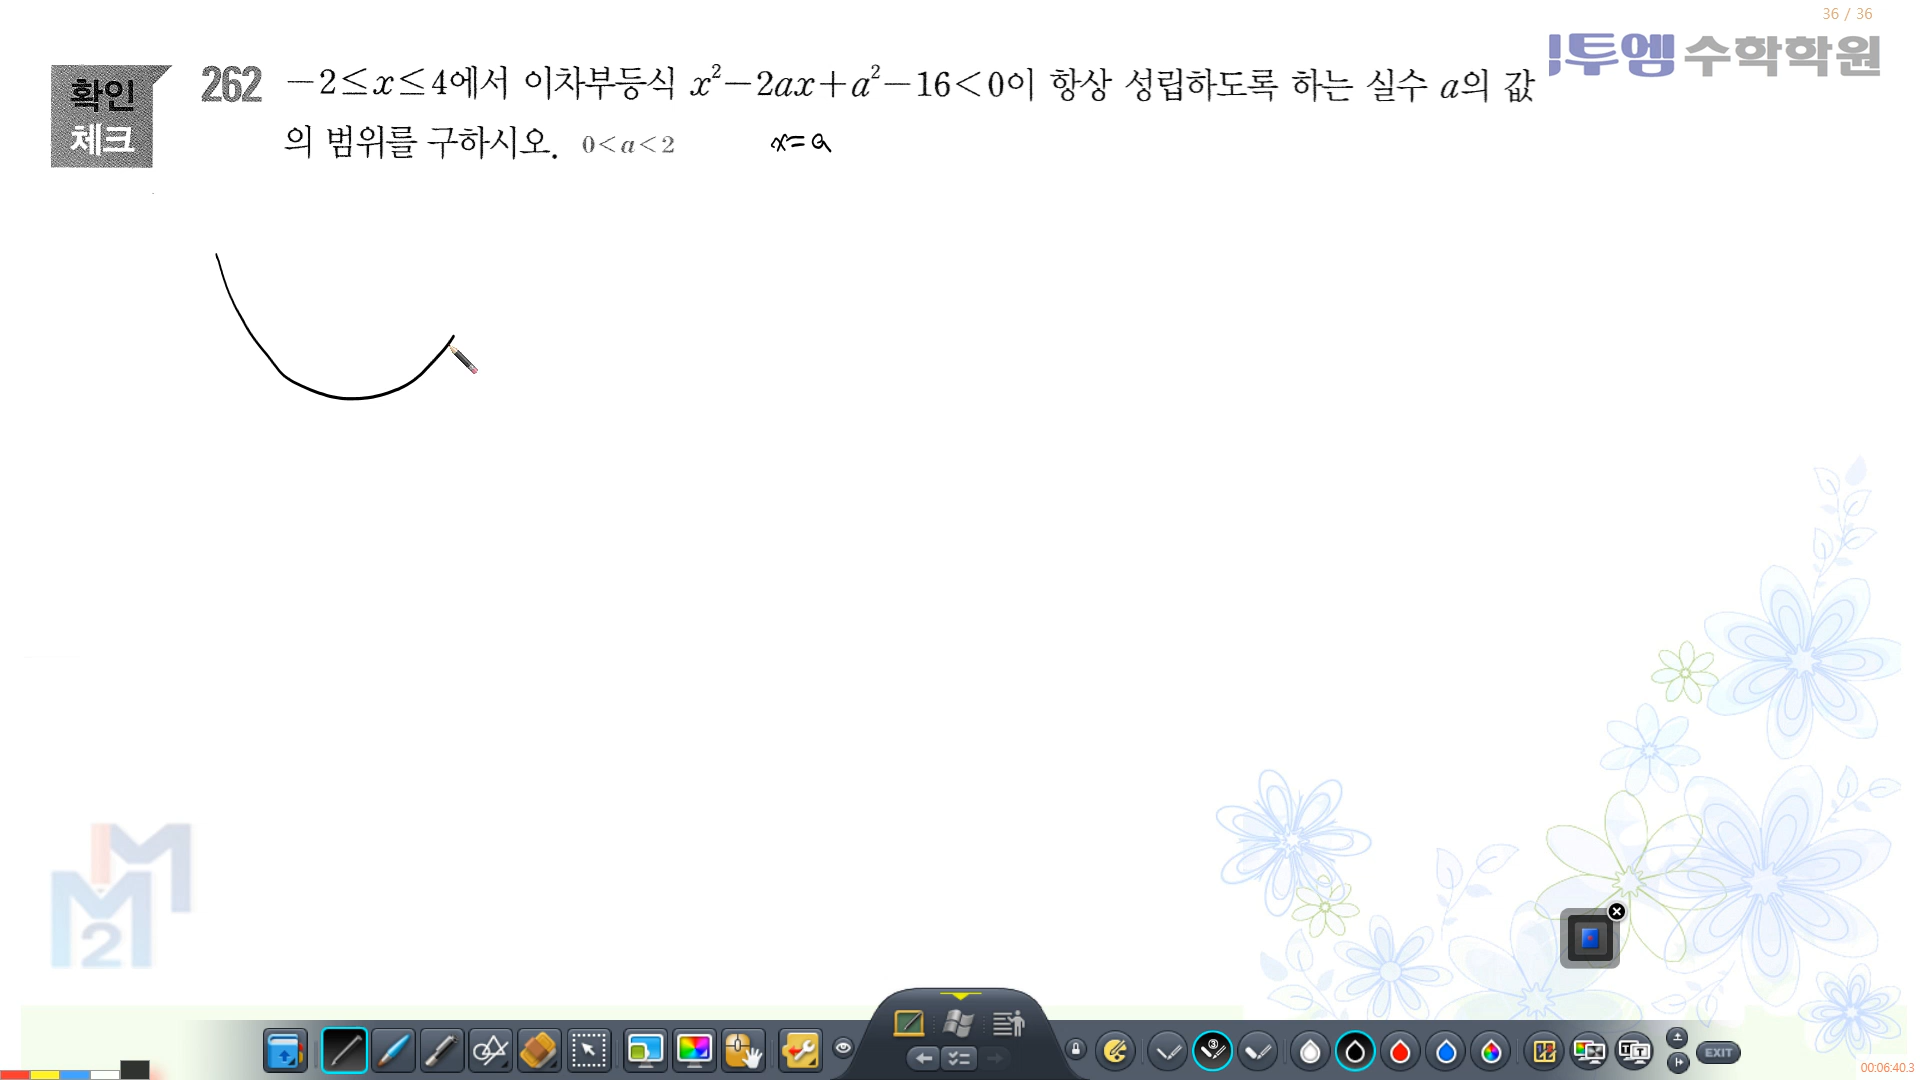 36 / 36
I투엠 수학학원
확인
체크
262 -2≤x≤4에서 이차부등식 x²-2ax+a²-16<0이 항상 성립하도록 하는 실수 a의 값
의 범위를 구하시오. 0<a<2 x=a
M
M
2
EXIT
00:06:40.3